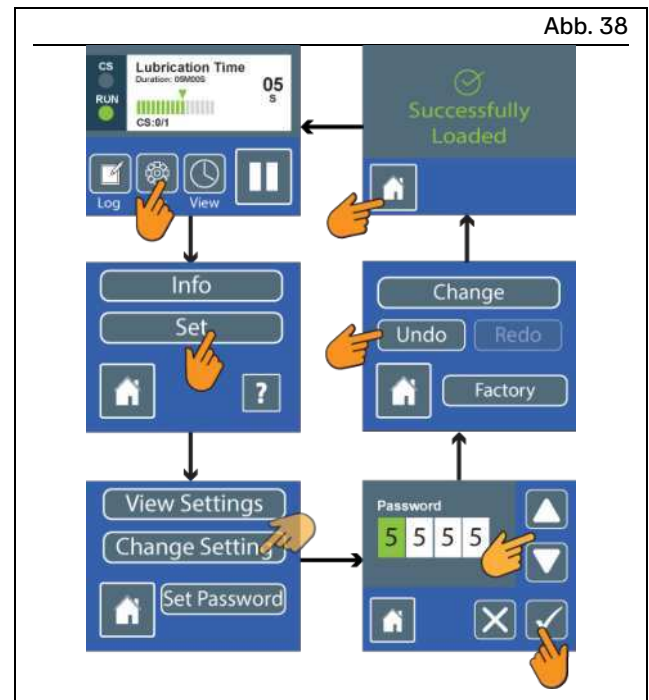 Abb. 38
CS
RUN
Lubrication Time
Duration: 05M00S
05
S
CS:0/1
Log
View
Info
Set
?
View Settings
Change Setting
Set Password
Password
5 5 5 5
Change
Undo
Redo
Factory
Successfully
Loaded